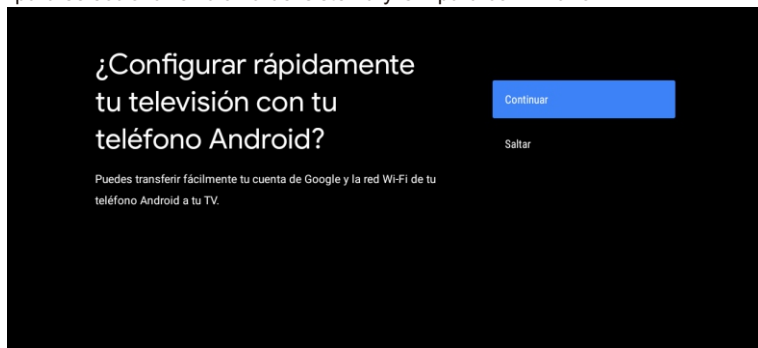 ¿Configurar rápidamente
tu televisión con tu
teléfono Android?
Puedes transferir fácilmente tu cuenta de Google y la red Wi-Fi de tu
teléfono Android a tu TV.
Continuar
Saltar